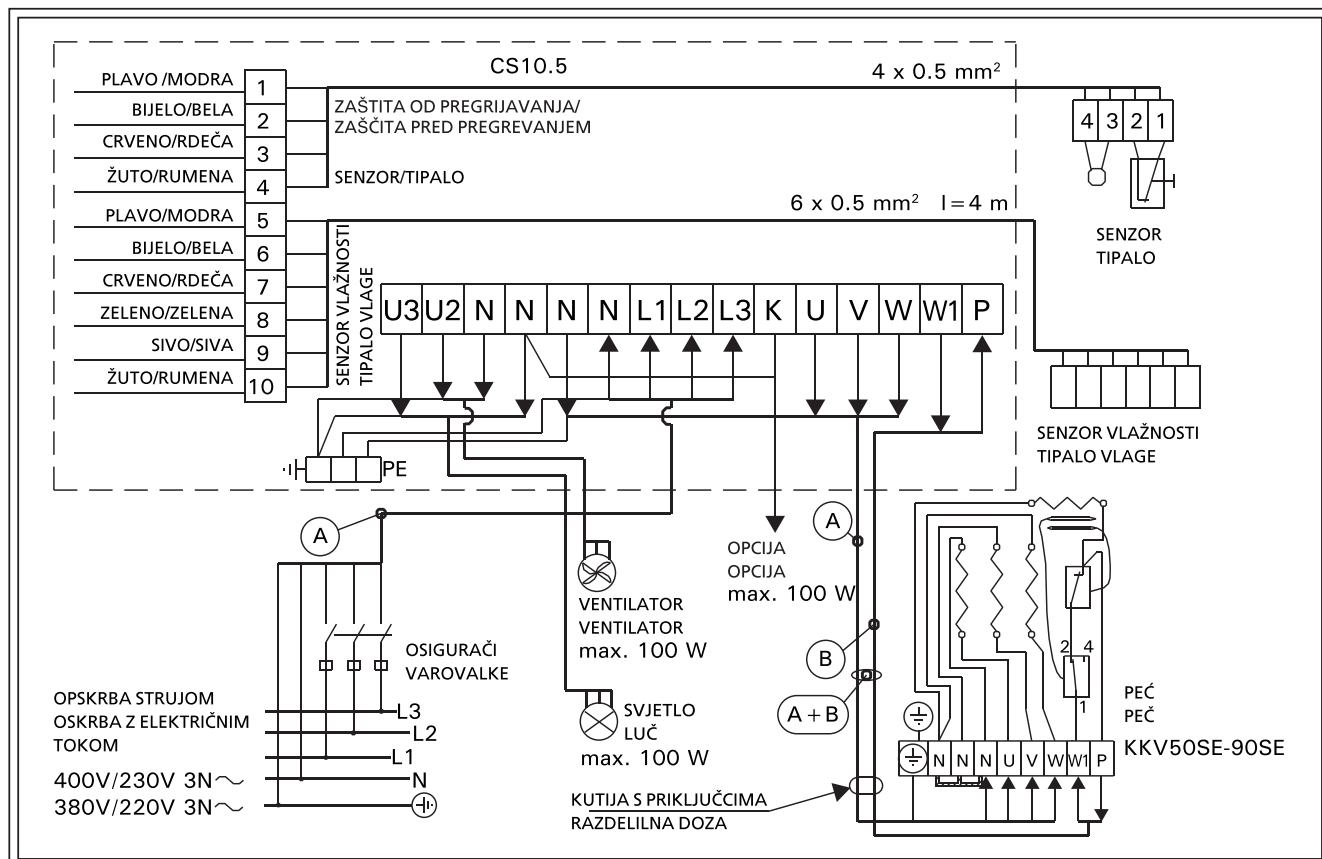 CS10.5
4 x 0.5 mm²
PLAVO /MODRA 1
BIJELO/BELA 2
CRVENO/RDEČA 3
ŽUTO/RUMENA 4
PLAVO/MODRA 5
BIJELO/BELA 6
CRVENO/RDEČA 7
ZELENO/ZELENA 8
SIVO/SIVA 9
ŽUTO/RUMENA 10
ZAŠTITA OD PREGRIJAVANJA/
ZAŠČITA PRED PREGREVANJEM
SENZOR/TIPALO
4 3 2 1
SENZOR
TIPALO
6 x 0.5 mm² l=4 m
SENZOR VLAŽNOSTI
TIPALO VLAGE
U3 U2 N N N N L1 L2 L3 K U V W W1 P
SENZOR VLAŽNOSTI
TIPALO VLAGE
PE
A
OSIGURAČI
VAROVALKE
OPSKRBA STRUJOM
OSKRBA Z ELEKTRIČNIM
TOKOM
L3
L2
L1
400V/230V 3N~ N
380V/220V 3N~
VENTILATOR
VENTILATOR
max. 100 W
SVJETLO
LUČ
max. 100 W
OPCIJA
OPCIJA
max. 100 W
A
B
A+B
KUTIJA S PRIKLJUČCIMA
RAZDELILNA DOZA
2 4
1
PEĆ
PEČ
KKV50SE-90SE
N N N U V W W1 P